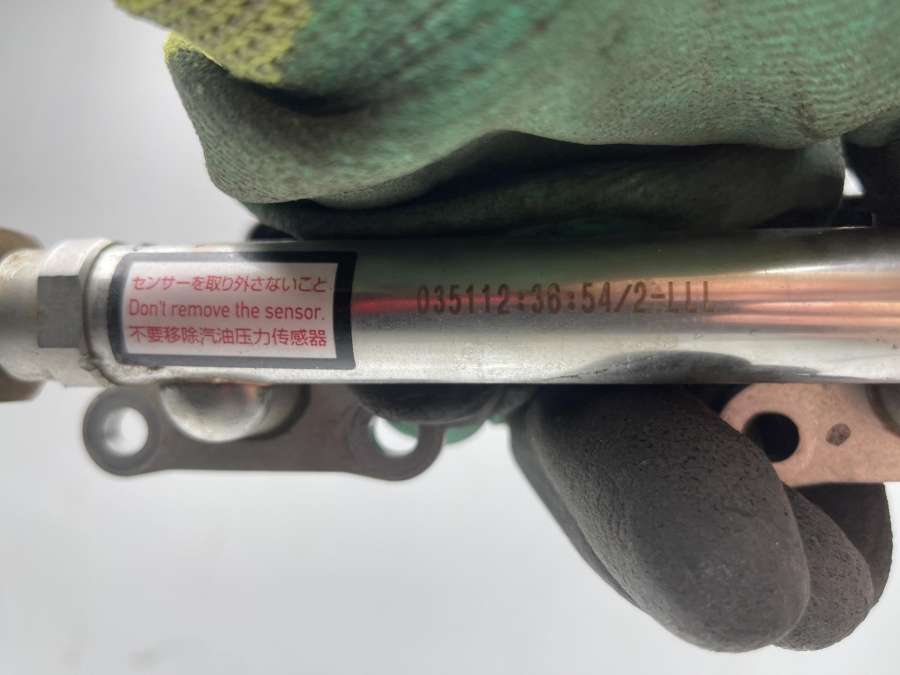 センサーを取り外さないこと
Don't remove the sensor.
不要移除汽油压力传感器
035112:36:54/2-LLL